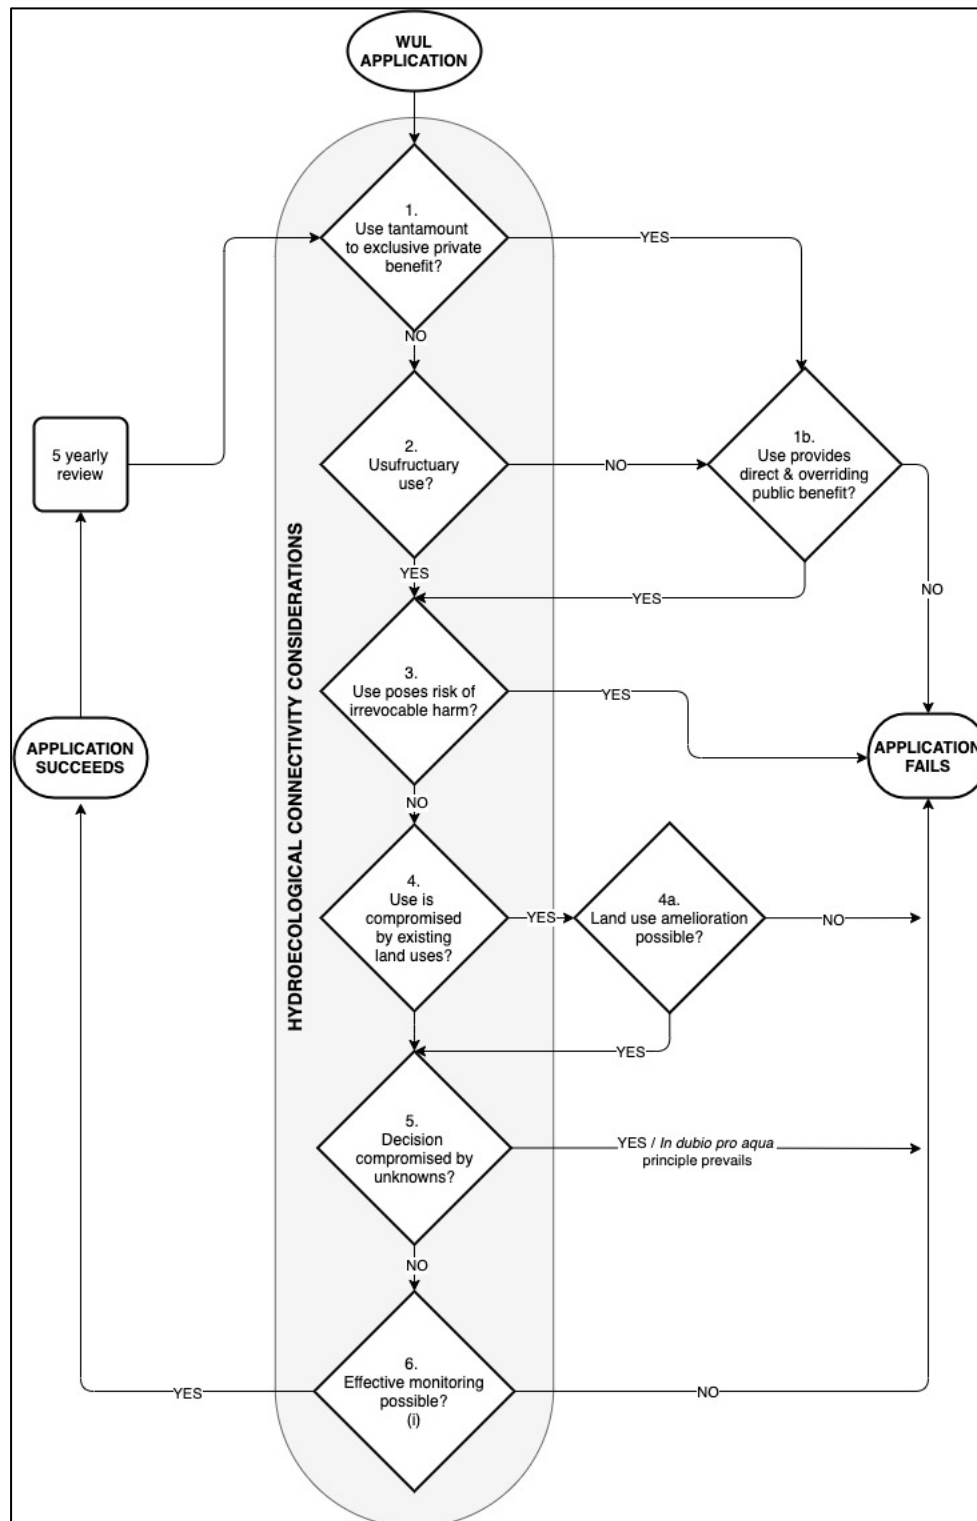 WUL
APPLICATION
1.
Use tantamount
to exclusive private
benefit?
YES
NO
2.
Usufructuary
use?
NO
1b.
Use provides
direct & overriding
public benefit?
5 yearly
review
YES
YES
NO
HYDROECOLOGICAL CONNECTIVITY CONSIDERATIONS
3.
Use poses risk of
irrevocable harm?
YES
APPLICATION
SUCCEEDS
APPLICATION
FAILS
NO
4.
Use is
compromised
by existing
land uses?
YES
4a.
Land use amelioration
possible?
NO
YES
5.
Decision
compromised by
unknowns?
YES / In dubio pro aqua
principle prevails
NO
6.
Effective monitoring
possible?
(i)
YES
NO